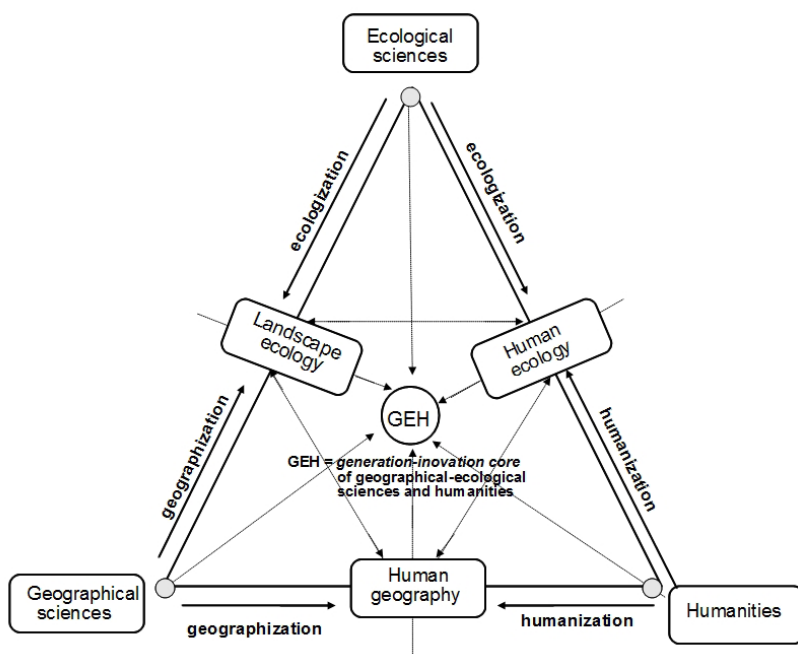 Ecological
sciences
ecologization
ecologization
Landscape
ecology
Human
ecology
GEH
geographization
humanization
GEH = generation-inovation core
of geographical-ecological
sciences and humanities
Geographical
sciences
Human
geography
Humanities
geographization
humanization